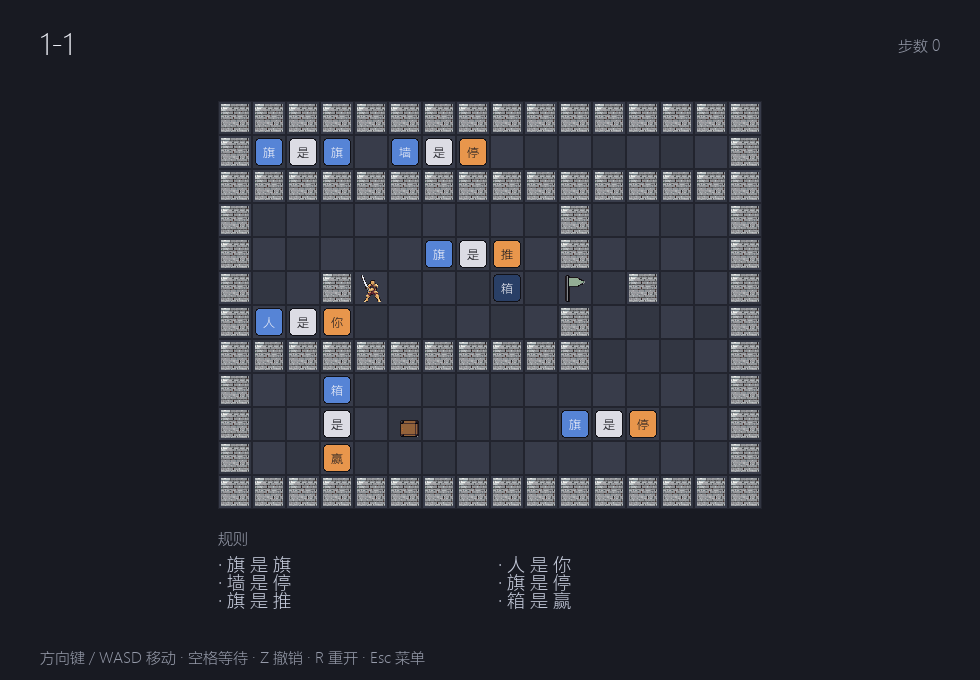 1-1
步数 0
旗 是 旗 墙 是 停
旗 是 推
箱
人 是 你
箱
是 旗 是 停
赢
规则
· 旗 是 旗 · 人 是 你
· 墙 是 停 · 旗 是 停
· 旗 是 推 · 箱 是 赢
方向键 / WASD 移动 · 空格等待 · Z 撤销 · R 重开 · Esc 菜单